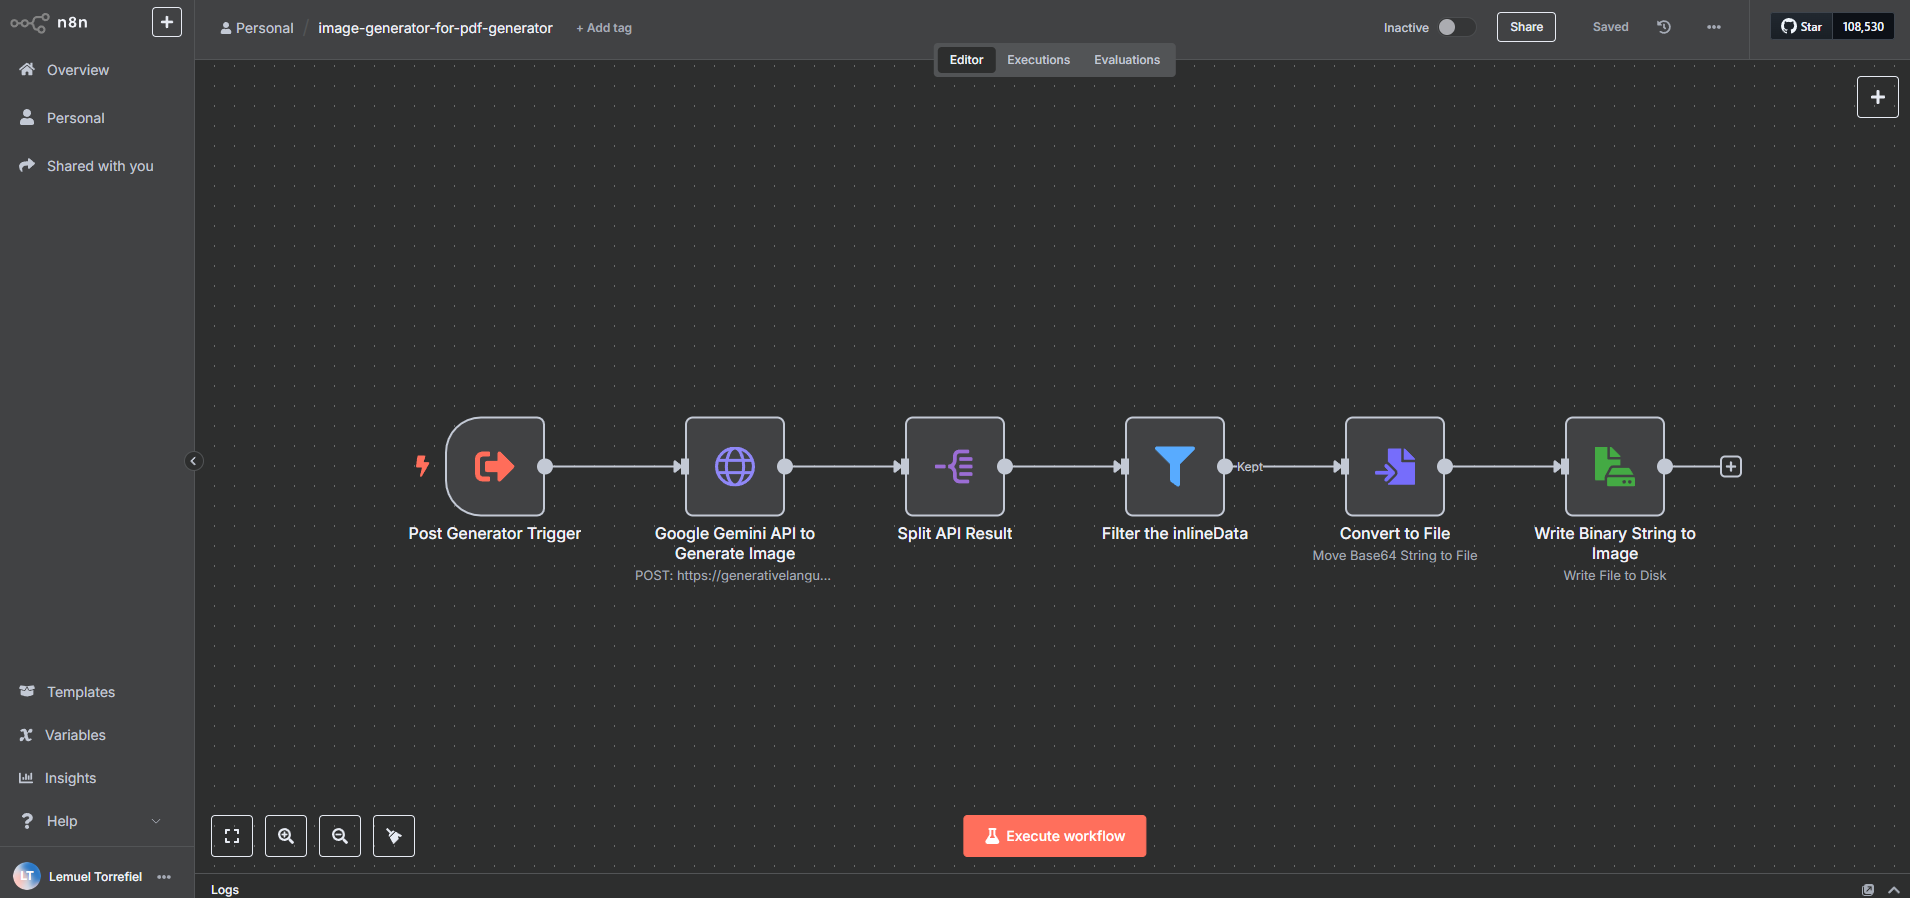 n8n
Personal / image-generator-for-pdf-generator + Add tag
Inactive
Share
Saved
Star 108,530
Editor Executions Evaluations
Overview
Personal
Shared with you
Kept
Post Generator Trigger
Google Gemini API to
Generate Image
POST: https://generativelangu...
Split API Result
Filter the inlineData
Convert to File
Move Base64 String to File
Write Binary String to
Image
Write File to Disk
Templates
Variables
Insights
Help
Execute workflow
LT Lemuel Torrefiel
Logs